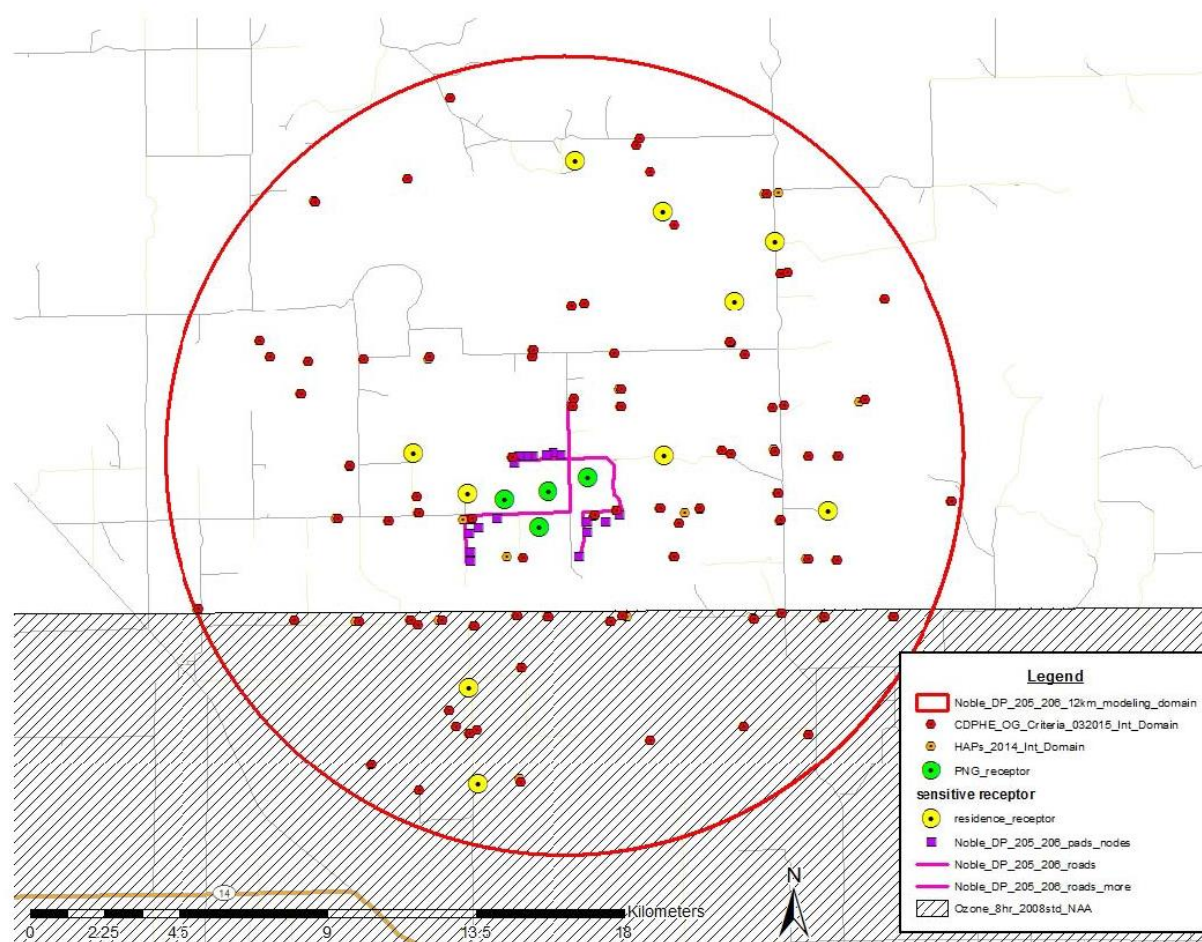 Legend
Noble_DP_205_206_12km_modeling_domain
CDPHE_OG_Criteria_032015_Int_Domain
HAPs_2014_Int_Domain
PNG_receptor
sensitive receptor
residence_receptor
Noble_DP_205_206_pads_nodes
Noble_DP_205_206_roads
Noble_DP_205_206_roads_more
Ozone_8hr_2008std_NAA
N
14
Kilometers
0 2.25 4.5 9 13.5 18